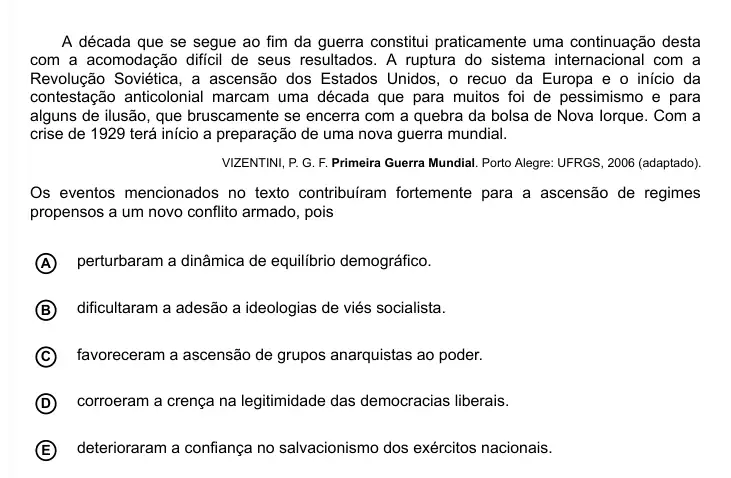 A década que se segue ao fim da guerra constitui praticamente uma continuação desta
com a acomodação difícil de seus resultados. A ruptura do sistema internacional com a
Revolução Soviética, a ascensão dos Estados Unidos, o recuo da Europa e o início da
contestação anticolonial marcam uma década que para muitos foi de pessimismo e para
alguns de ilusão, que bruscamente se encerra com a quebra da bolsa de Nova Iorque. Com a
crise de 1929 terá início a preparação de uma nova guerra mundial.
VIZENTINI, P. G. F. Primeira Guerra Mundial. Porto Alegre: UFRGS, 2006 (adaptado).
Os eventos mencionados no texto contribuíram fortemente para a ascensão de regimes
propensos a um novo conflito armado, pois
A perturbaram a dinâmica de equilíbrio demográfico.
B dificultaram a adesão a ideologias de viés socialista.
C favoreceram a ascensão de grupos anarquistas ao poder.
D corroeram a crença na legitimidade das democracias liberais.
E deterioraram a confiança no salvacionismo dos exércitos nacionais.